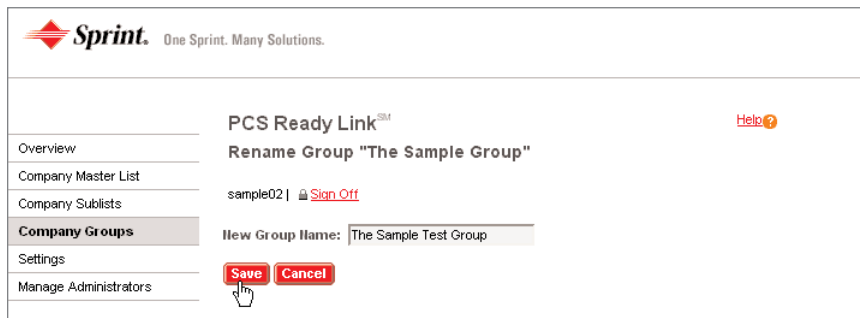 Sprint. One Sprint. Many Solutions.
PCS Ready Link℠
Help?
Rename Group "The Sample Group"
Overview
Company Master List
Company Sublists
Company Groups
Settings
Manage Administrators
sample02 | Sign Off
New Group Name: The Sample Test Group
Save Cancel